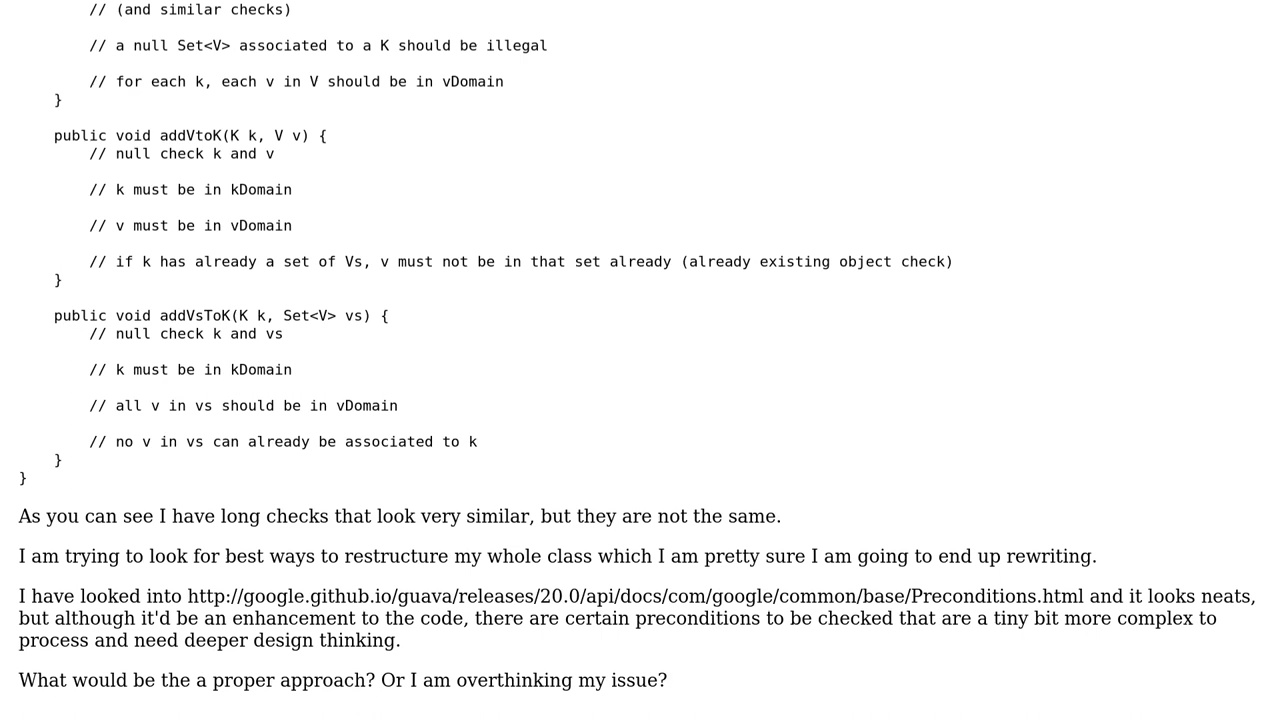 // (and similar checks)
// a null Set<V> associated to a K should be illegal
// for each k, each v in V should be in vDomain
}
public void addVtoK(K k, V v) {
// null check k and v
// k must be in kDomain
// v must be in vDomain
// if k has already a set of Vs, v must not be in that set already (already existing object check)
}
public void addVsToK(K k, Set<V> vs) {
// null check k and vs
// k must be in kDomain
// all v in vs should be in vDomain
// no v in vs can already be associated to k
}
}
As you can see I have long checks that look very similar, but they are not the same.
I am trying to look for best ways to restructure my whole class which I am pretty sure I am going to end up rewriting.
I have looked into http://google.github.io/guava/releases/20.0/api/docs/com/google/common/base/Preconditions.html and it looks neats,
but although it'd be an enhancement to the code, there are certain preconditions to be checked that are a tiny bit more complex to
process and need deeper design thinking.
What would be the a proper approach? Or I am overthinking my issue?